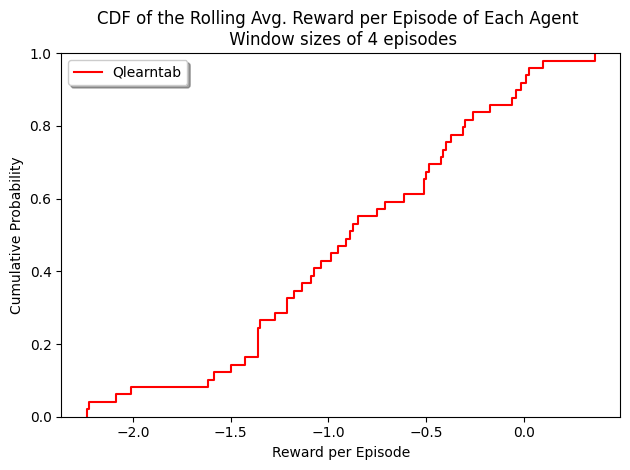 CDF of the Rolling Avg. Reward per Episode of Each Agent
Window sizes of 4 episodes
Qlearntab
1.0
0.8
0.6
0.4
0.2
0.0
Cumulative Probability
−2.0
−1.5
−1.0
−0.5
0.0
Reward per Episode